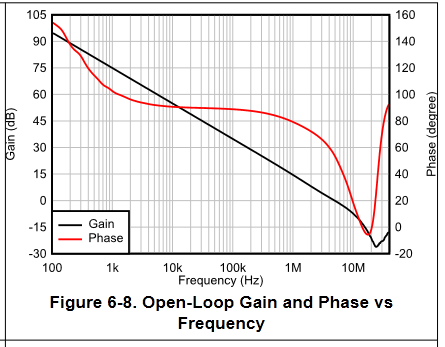 105
90
75
60
45
30
15
0
-15
-30
Gain (dB)
160
140
120
100
80
60
40
20
0
-20
Phase (degree)
Gain
Phase
100 1k 10k 100k 1M 10M
Frequency (Hz)
Figure 6-8. Open-Loop Gain and Phase vs
Frequency